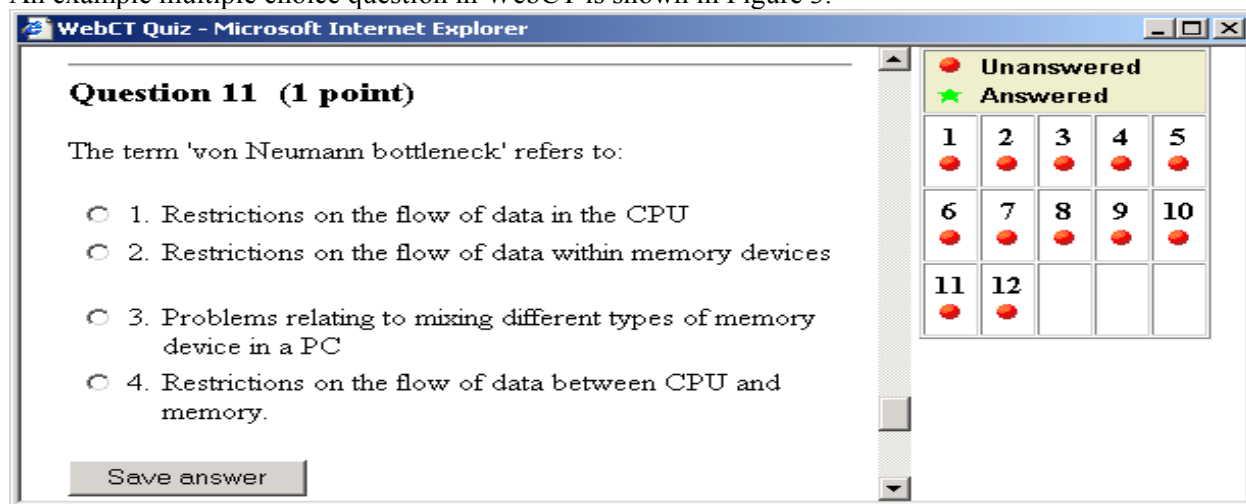 An example multiple choice question in WebCT is shown in Figure 3.
WebCT Quiz - Microsoft Internet Explorer
Question 11 (1 point)
The term 'von Neumann bottleneck' refers to:
1. Restrictions on the flow of data in the CPU
2. Restrictions on the flow of data within memory devices
3. Problems relating to mixing different types of memory
device in a PC
4. Restrictions on the flow of data between CPU and
memory.
Save answer
Unanswered
Answered
1 2 3 4 5
6 7 8 9 10
11 12